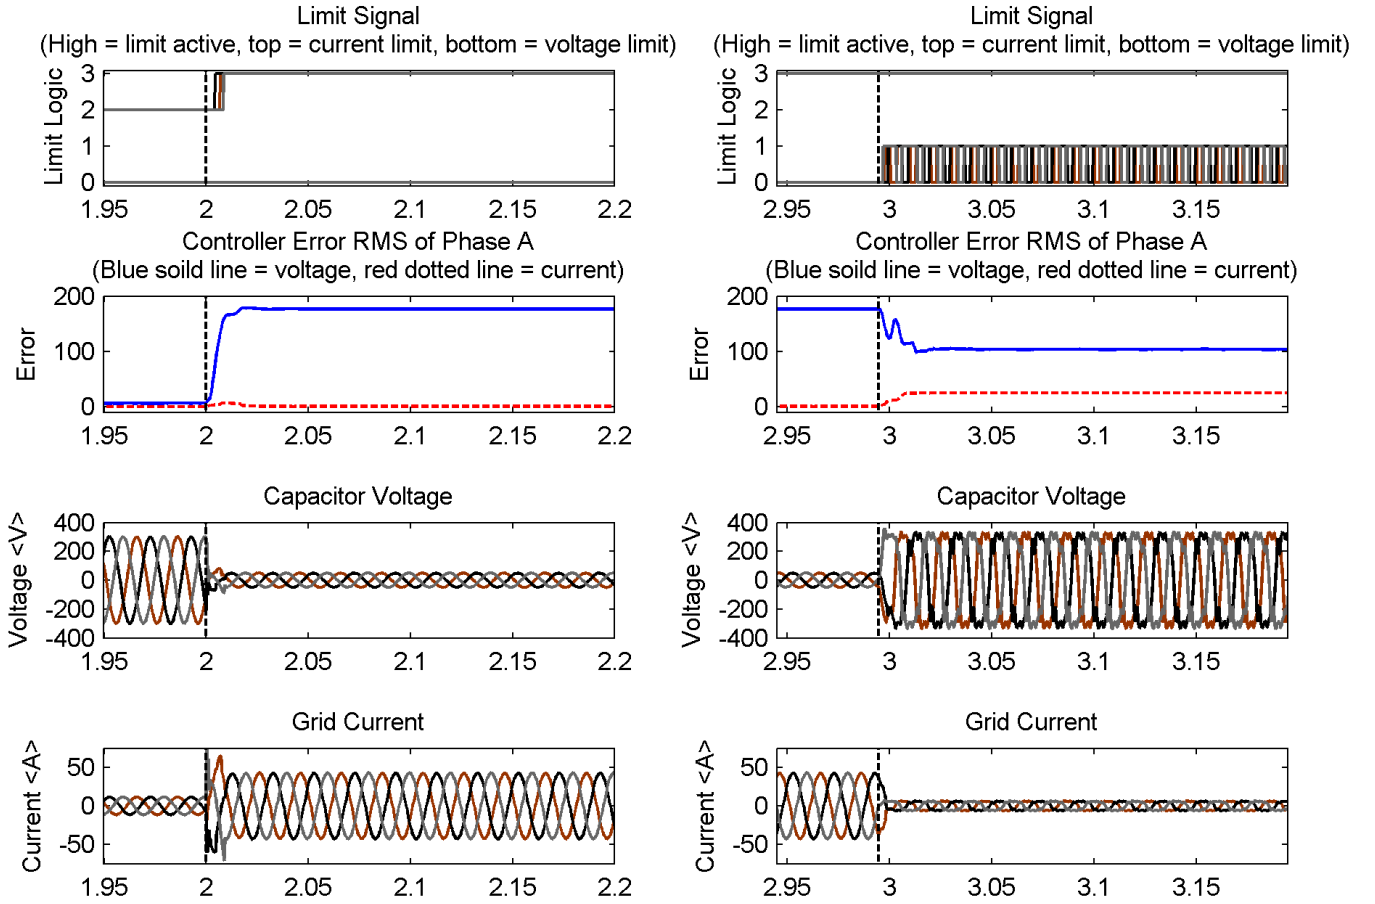 Limit Signal
(High = limit active, top = current limit, bottom = voltage limit)
Limit Logic
3
2
1
0
1.95 2 2.05 2.1 2.15 2.2
Controller Error RMS of Phase A
(Blue soild line = voltage, red dotted line = current)
Error
200
100
0
1.95 2 2.05 2.1 2.15 2.2
Capacitor Voltage
Voltage <V>
400
200
0
-200
-400
1.95 2 2.05 2.1 2.15 2.2
Grid Current
Current <A>
50
0
-50
1.95 2 2.05 2.1 2.15 2.2
Limit Signal
(High = limit active, top = current limit, bottom = voltage limit)
Limit Logic
3
2
1
0
2.95 3 3.05 3.1 3.15
Controller Error RMS of Phase A
(Blue soild line = voltage, red dotted line = current)
Error
200
100
0
2.95 3 3.05 3.1 3.15
Capacitor Voltage
Voltage <V>
400
200
0
-200
-400
2.95 3 3.05 3.1 3.15
Grid Current
Current <A>
50
0
-50
2.95 3 3.05 3.1 3.15